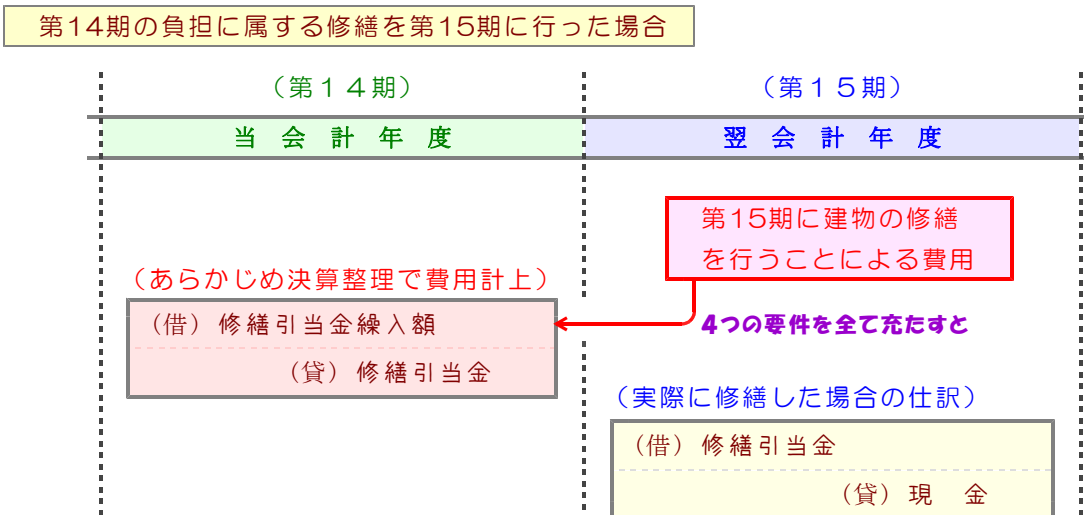 第14期の負担に属する修繕を第15期に行った場合
（第１４期）
（第１５期）
当会計年度
翌会計年度
第15期に建物の修繕
を行うことによる費用
（あらかじめ決算整理で費用計上）
（借）修繕引当金繰入額
（貸）修繕引当金
4つの要件を全て充たすと
（実際に修繕した場合の仕訳）
（借）修繕引当金
（貸）現　金